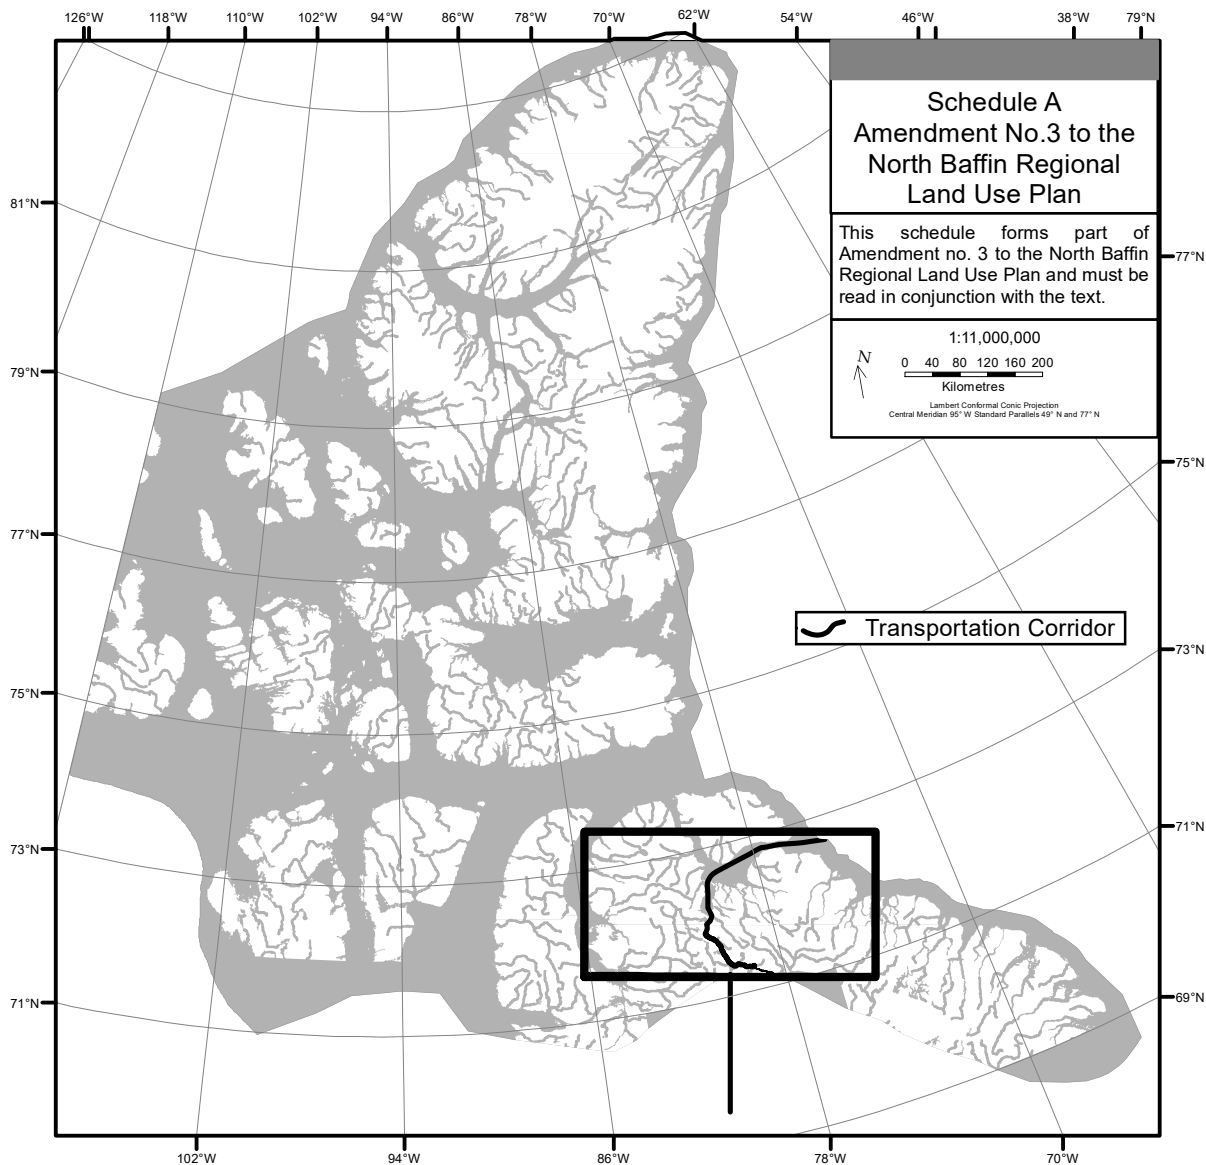 126°W 118°W 110°W 102°W 94°W 86°W 78°W 70°W 62°W 54°W 46°W 38°W 79°N
Schedule A
Amendment No.3 to the
North Baffin Regional
Land Use Plan
This schedule forms part of
Amendment no. 3 to the North Baffin
Regional Land Use Plan and must be
read in conjunction with the text.
1:11,000,000
N
0 40 80 120 160 200
Kilometres
Lambert Conformal Conic Projection
Central Meridian 95° W Standard Parallels 49° N and 77° N
81°N
77°N
79°N
75°N
77°N
Transportation Corridor
73°N
75°N
71°N
73°N
69°N
71°N
102°W 94°W 86°W 78°W 70°W